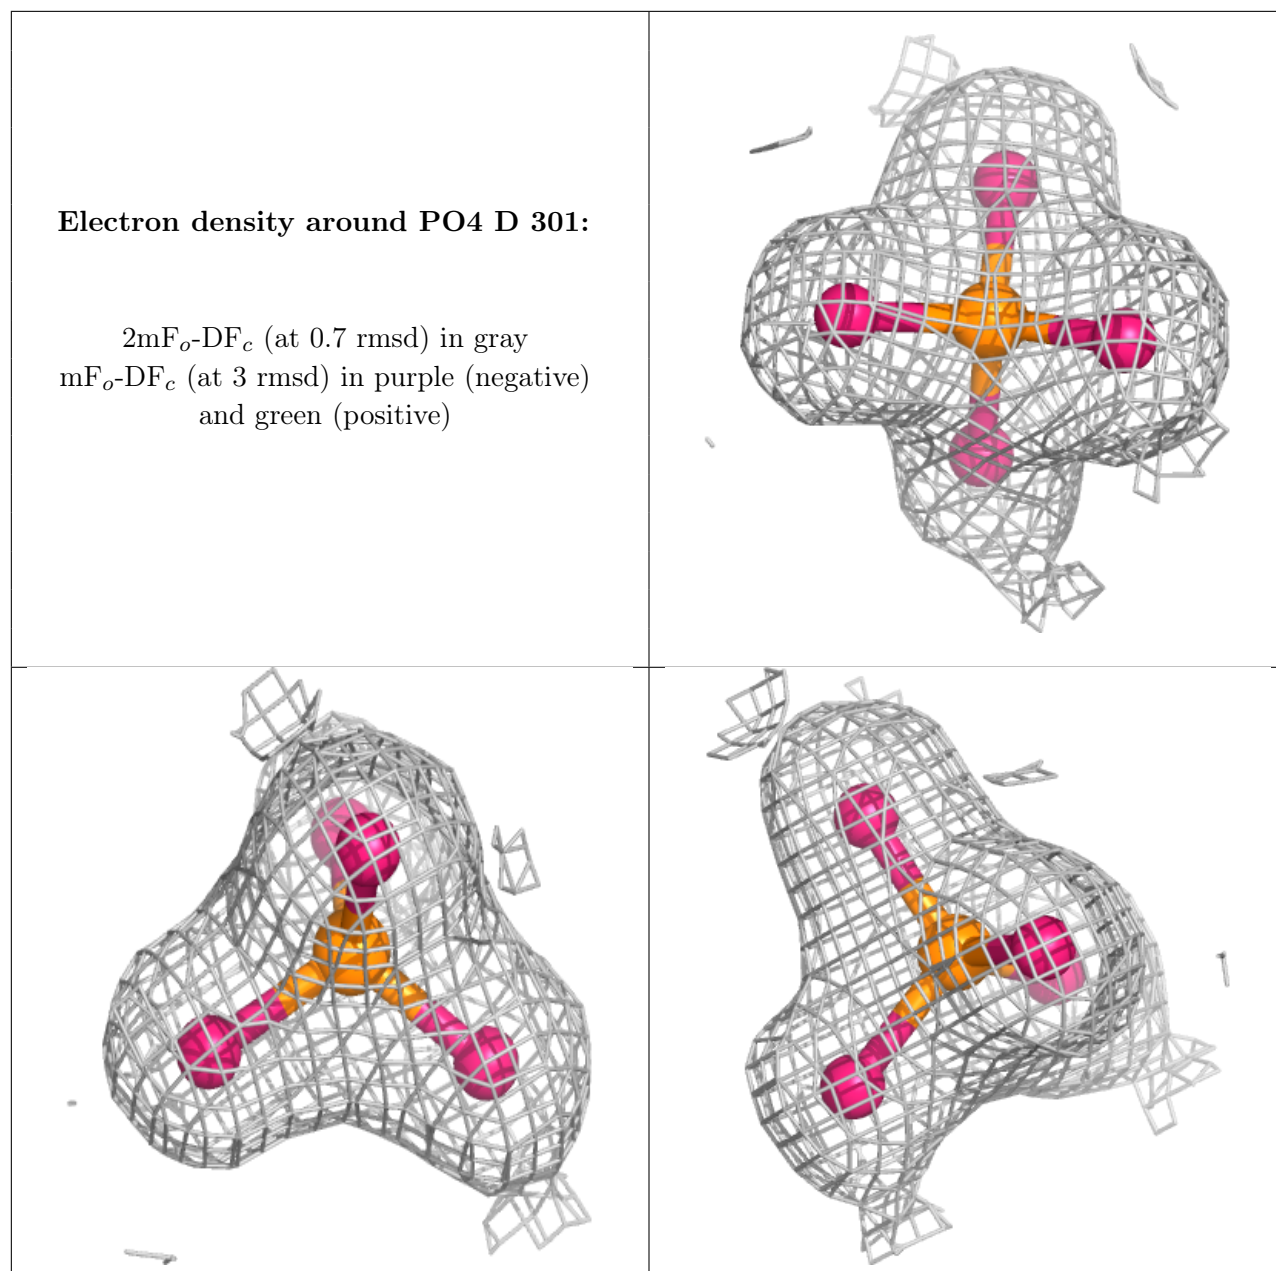 Electron density around PO4 D 301:
2mFo-DFc (at 0.7 rmsd) in gray
mFo-DFc (at 3 rmsd) in purple (negative)
and green (positive)